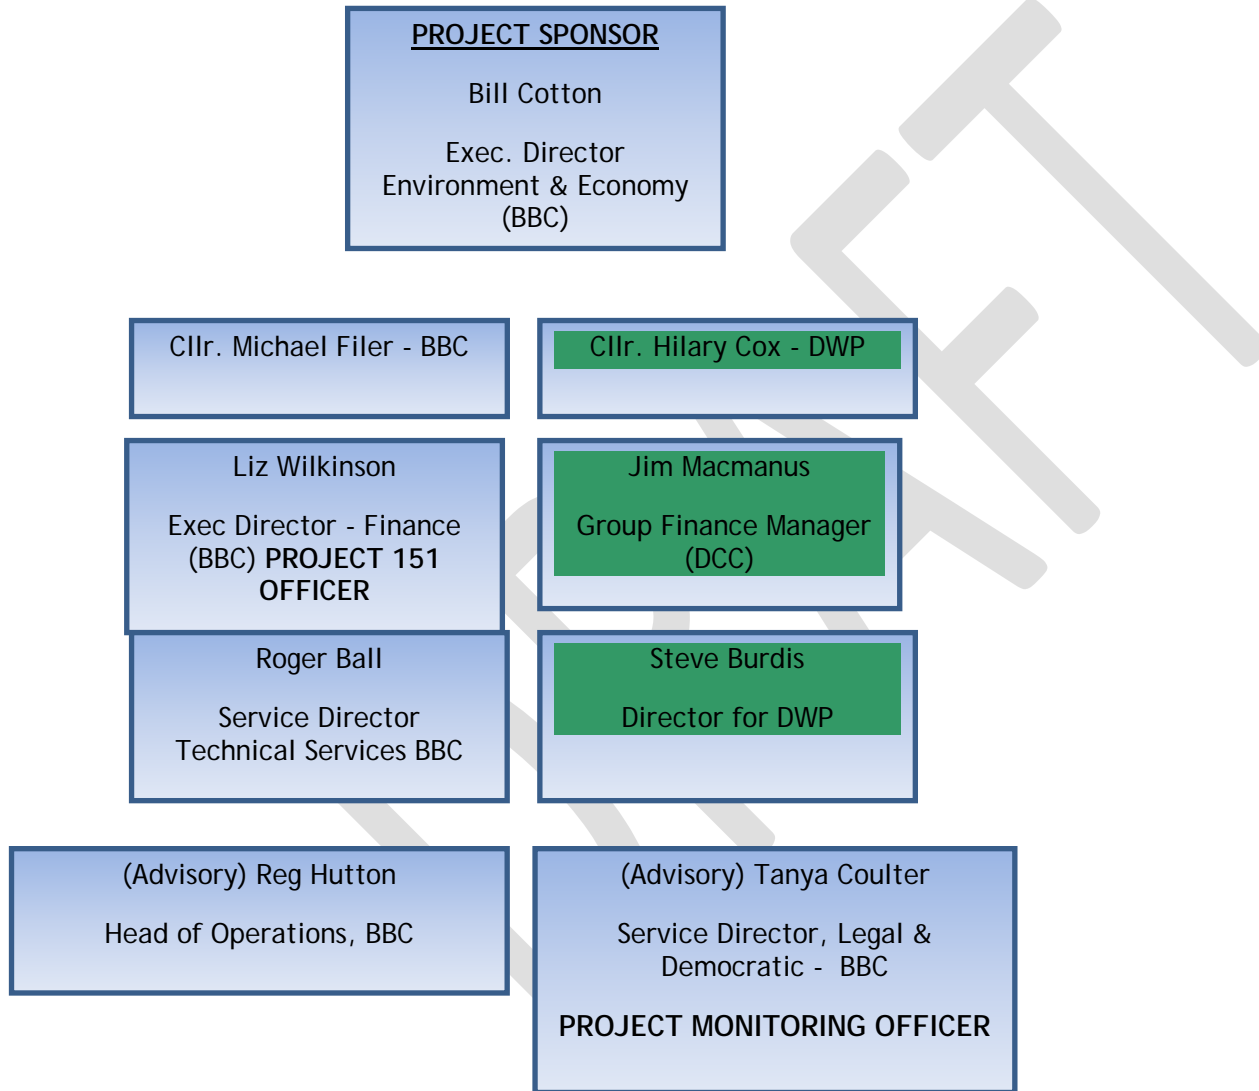 PROJECT SPONSOR
Bill Cotton
Exec. Director
Environment & Economy
(BBC)
Cllr. Michael Filer - BBC
Cllr. Hilary Cox - DWP
Liz Wilkinson
Exec Director - Finance
(BBC) PROJECT 151
OFFICER
Jim Macmanus
Group Finance Manager
(DCC)
Roger Ball
Service Director
Technical Services BBC
Steve Burdis
Director for DWP
(Advisory) Reg Hutton
Head of Operations, BBC
(Advisory) Tanya Coulter
Service Director, Legal &
Democratic - BBC
PROJECT MONITORING OFFICER
DRAFT